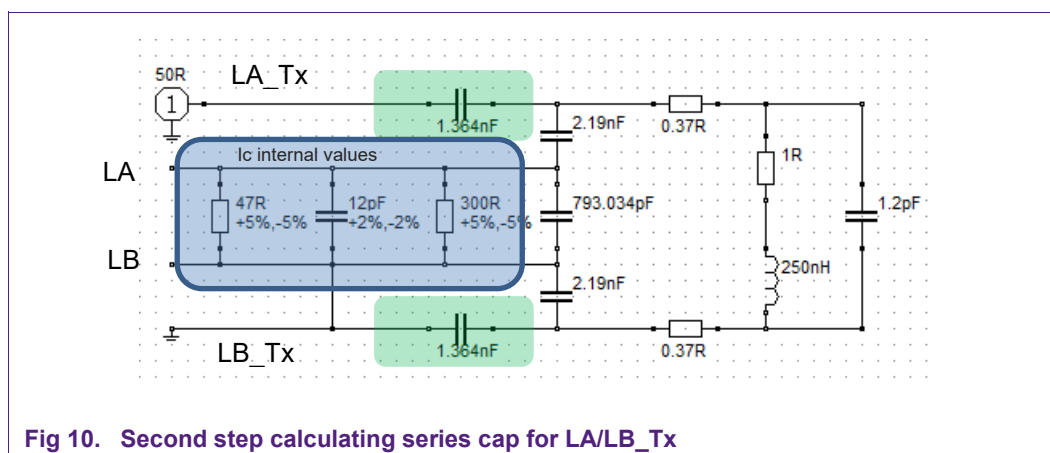 50R
LA_Tx
1
1.364nF
2.19nF
0.37R
Ic internal values
LA
1R
47R
+5%,-5%
12pF
+2%,-2%
300R
+5%,-5%
793.034pF
1.2pF
LB
250nH
2.19nF
LB_Tx
1.364nF
0.37R
Fig 10. Second step calculating series cap for LA/LB_Tx